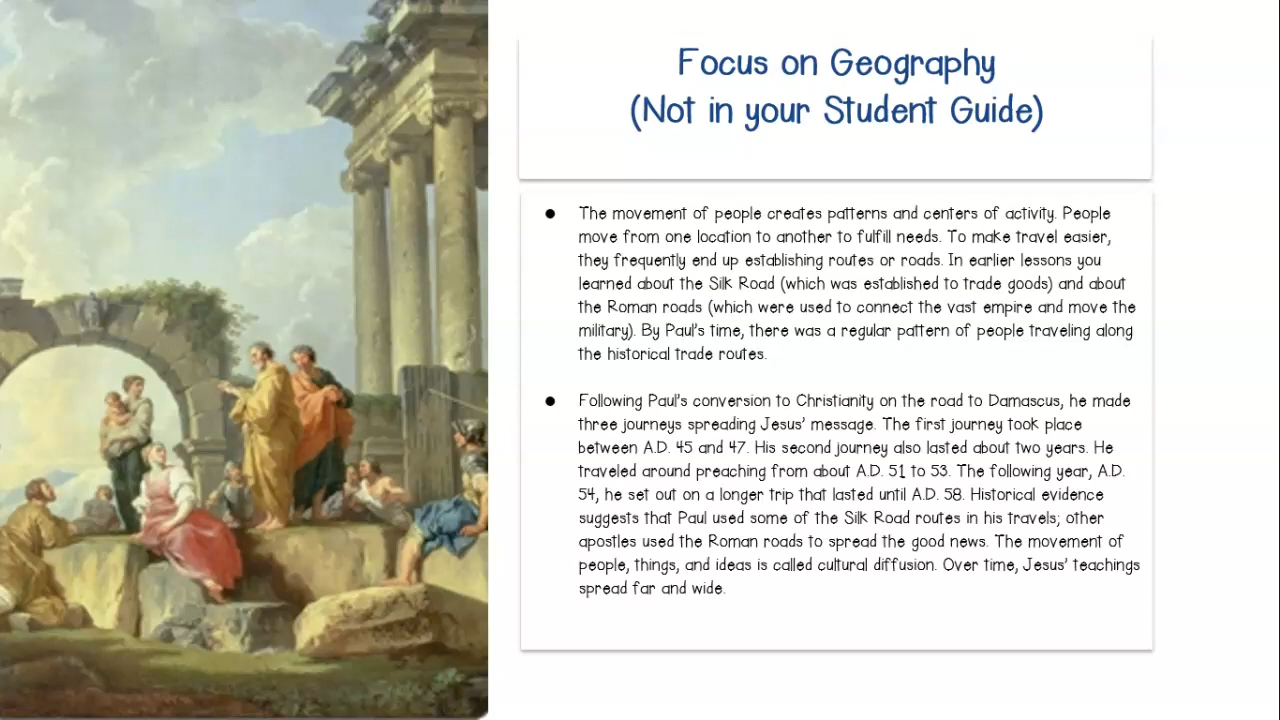 Focus on Geography
(Not in your Student Guide)
● The movement of people creates patterns and centers of activity. People
move from one location to another to fulfill needs. To make travel easier,
they frequently end up establishing routes or roads. In earlier lessons you
learned about the Silk Road (which was established to trade goods) and about
the Roman roads (which were used to connect the vast empire and move the
military). By Paul's time, there was a regular pattern of people traveling along
the historical trade routes.
● Following Paul's conversion to Christianity on the road to Damascus, he made
three journeys spreading Jesus' message. The first journey took place
between A.D. 45 and 47. His second journey also lasted about two years. He
traveled around preaching from about A.D. 51 to 53. The following year, A.D.
54, he set out on a longer trip that lasted until A.D. 58. Historical evidence
suggests that Paul used some of the Silk Road routes in his travels; other
apostles used the Roman roads to spread the good news. The movement of
people, things, and ideas is called cultural diffusion. Over time, Jesus' teachings
spread far and wide.